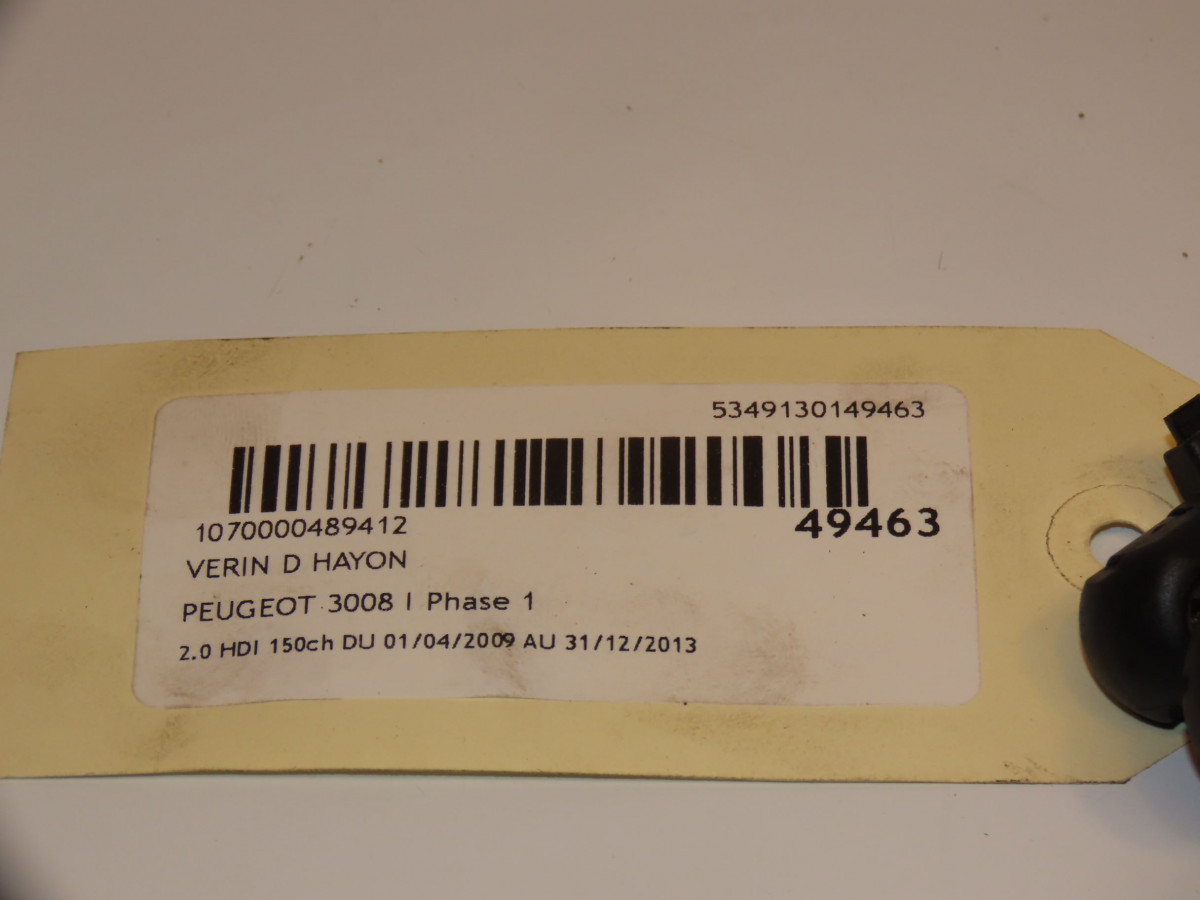 5349130149463
1070000489412
49463
VERIN D HAYON
PEUGEOT 3008 I Phase 1
2.0 HDI 150ch DU 01/04/2009 AU 31/12/2013